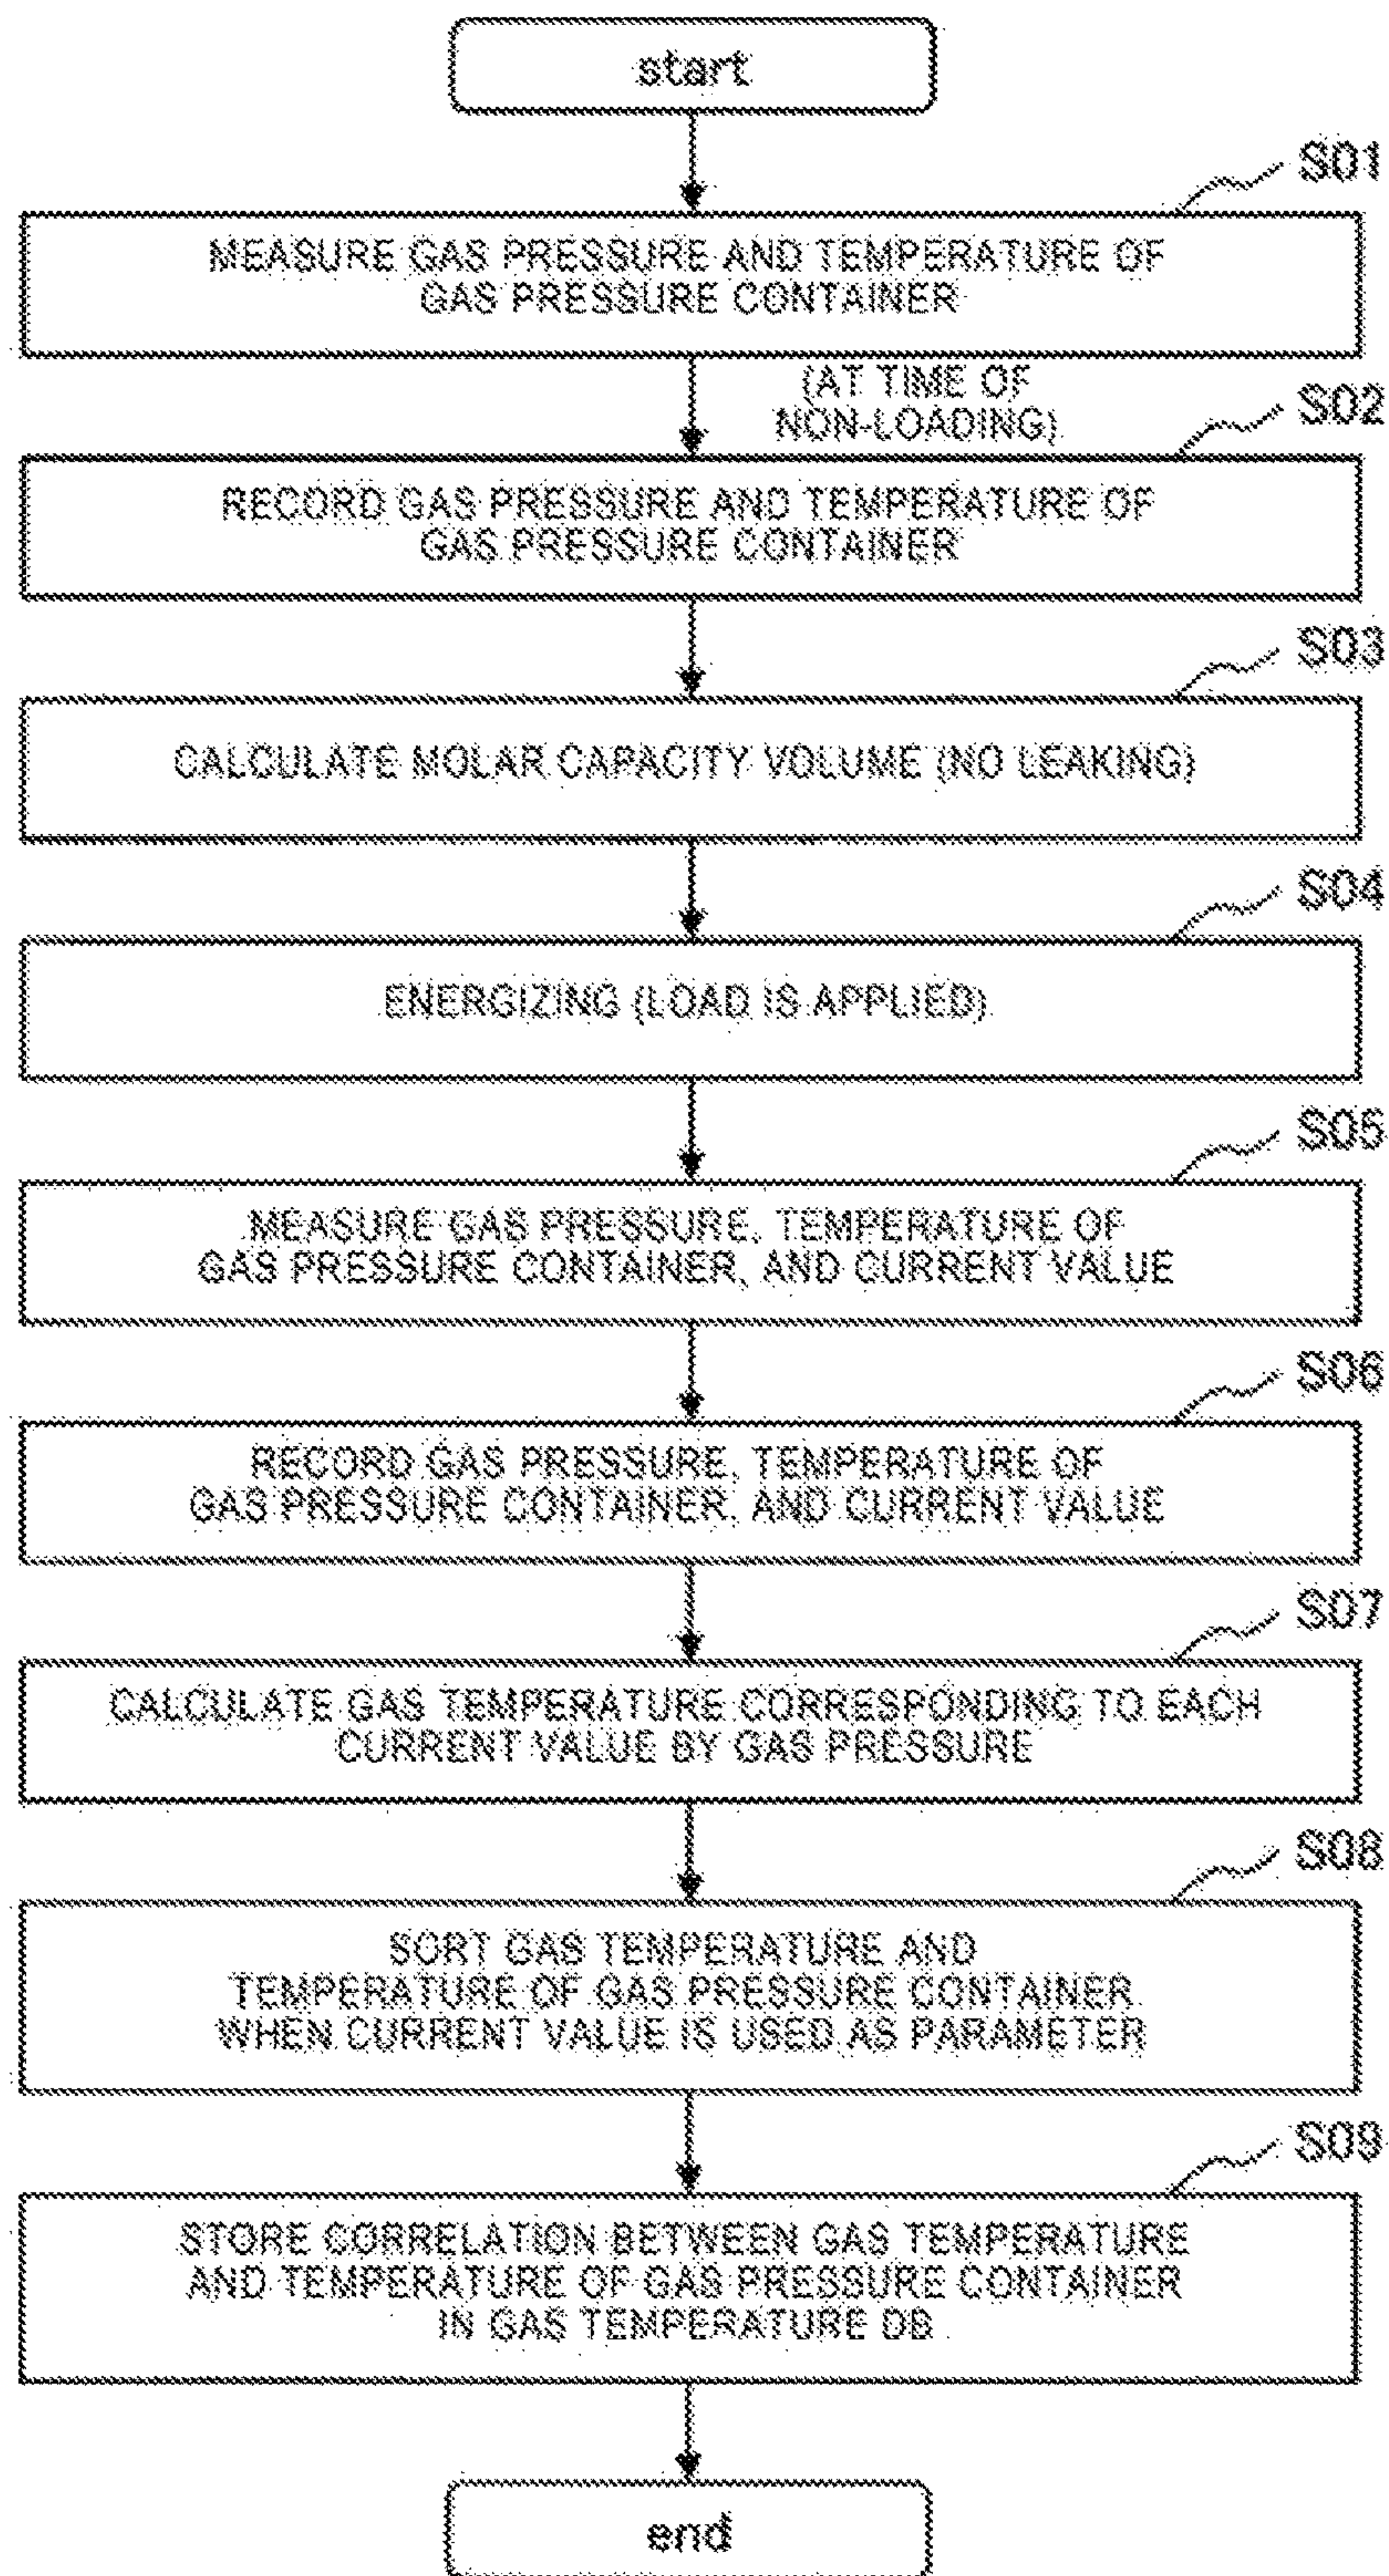 start
S01
MEASURE GAS PRESSURE AND TEMPERATURE OF
GAS PRESSURE CONTAINER
(AT TIME OF
NON-LOADING)
S02
RECORD GAS PRESSURE AND TEMPERATURE OF
GAS PRESSURE CONTAINER
S03
CALCULATE MOLAR CAPACITY VOLUME (NO LEAKING)
S04
ENERGIZING (LOAD IS APPLIED)
S05
MEASURE GAS PRESSURE, TEMPERATURE OF
GAS PRESSURE CONTAINER, AND CURRENT VALUE
S06
RECORD GAS PRESSURE, TEMPERATURE OF
GAS PRESSURE CONTAINER, AND CURRENT VALUE
S07
CALCULATE GAS TEMPERATURE CORRESPONDING TO EACH
CURRENT VALUE BY GAS PRESSURE
S08
SORT GAS TEMPERATURE AND
TEMPERATURE OF GAS PRESSURE CONTAINER
WHEN CURRENT VALUE IS USED AS PARAMETER
S09
STORE CORRELATION BETWEEN GAS TEMPERATURE
AND TEMPERATURE OF GAS PRESSURE CONTAINER
IN GAS TEMPERATURE DB
end